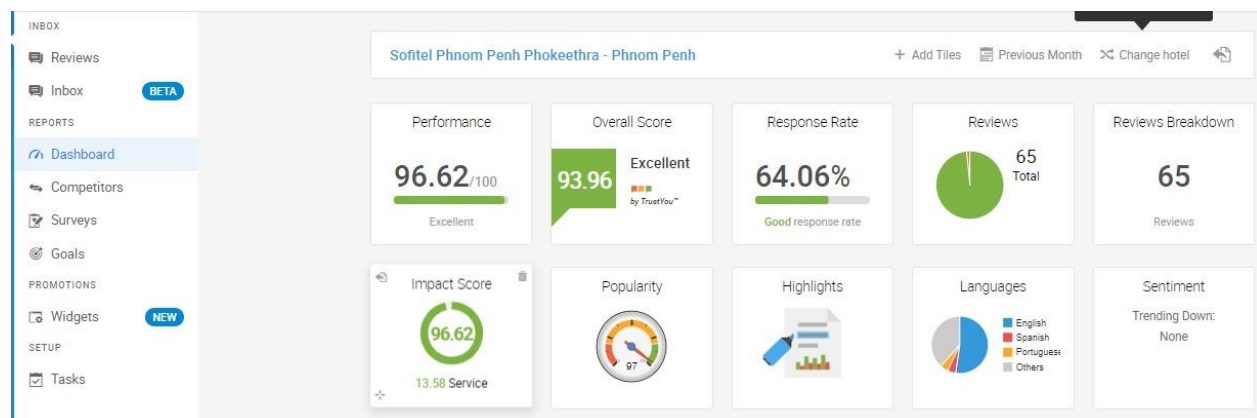 INBOX
Reviews
Inbox BETA
REPORTS
Dashboard
Competitors
Surveys
Goals
PROMOTIONS
Widgets NEW
SETUP
Tasks
Sofitel Phnom Penh Phokeethra - Phnom Penh
+ Add Tiles Previous Month Change hotel
Performance
96.62/100
Excellent
Overall Score
93.96
Excellent
by TrustYou™
Response Rate
64.06%
Good response rate
Reviews
65
Total
Reviews Breakdown
65
Reviews
Impact Score
96.62
13.58 Service
Popularity
97
Highlights
Languages
English
Spanish
Portuguese
Others
Sentiment
Trending Down:
None